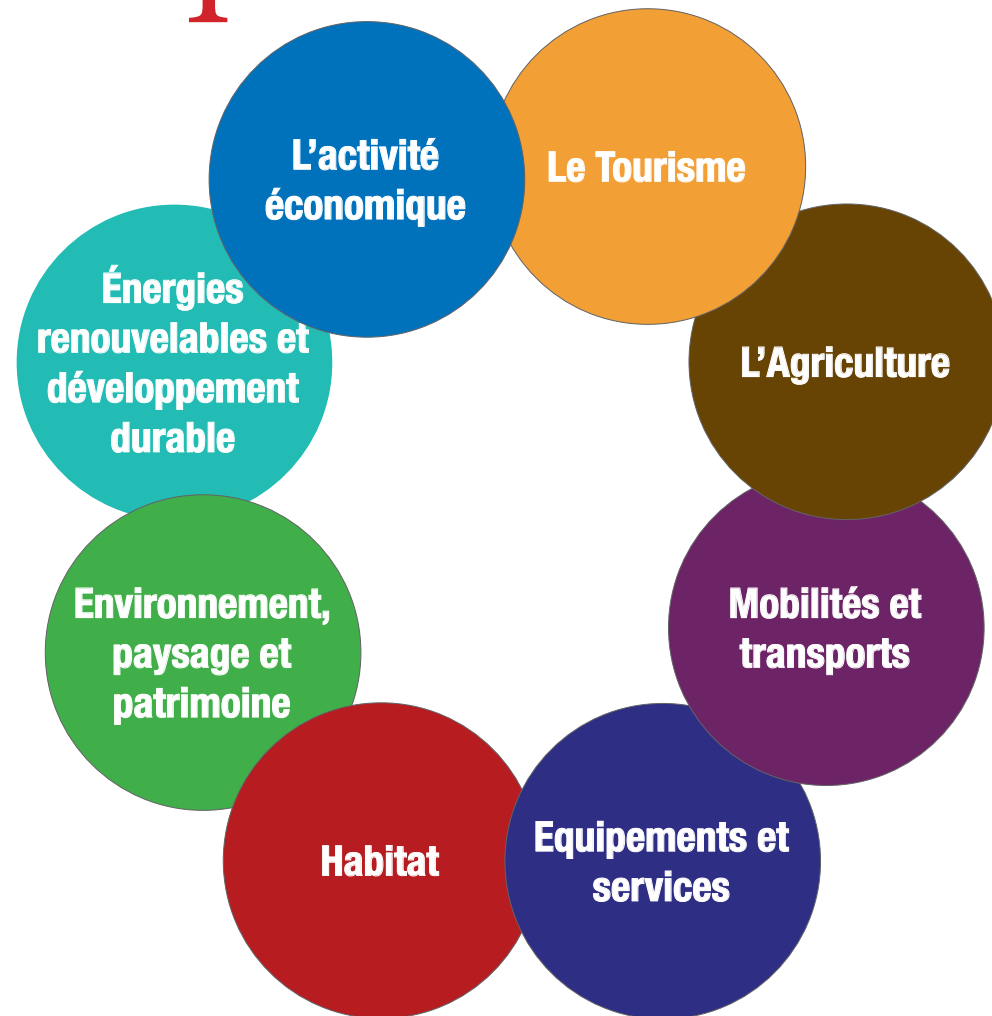 L'activité
économique
Le Tourisme
L'Agriculture
Mobilités et
transports
Equipements et
services
Habitat
Environnement,
paysage et
patrimoine
Énergies
renouvelables et
développement
durable